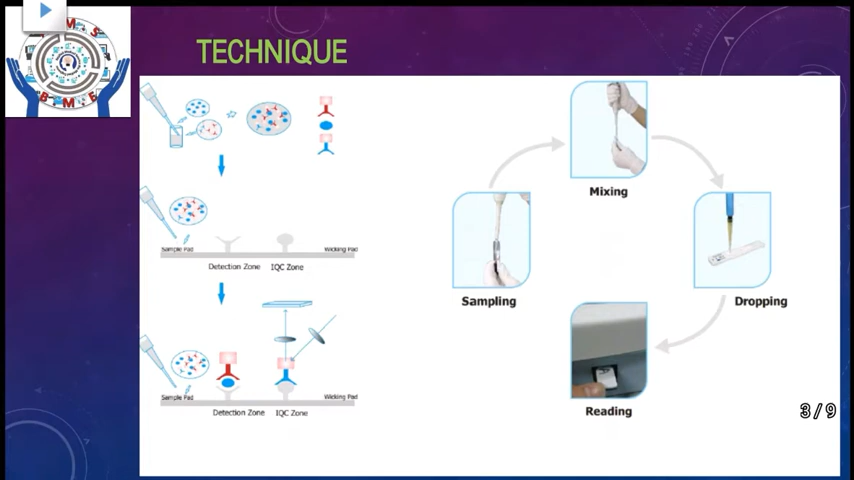 M S
B M E
TECHNIQUE
Sample Pad
Wicking Pad
Detection Zone
IQC Zone
Sample Pad
Wicking Pad
Detection Zone
IQC Zone
Mixing
Sampling
Dropping
Reading
3/9